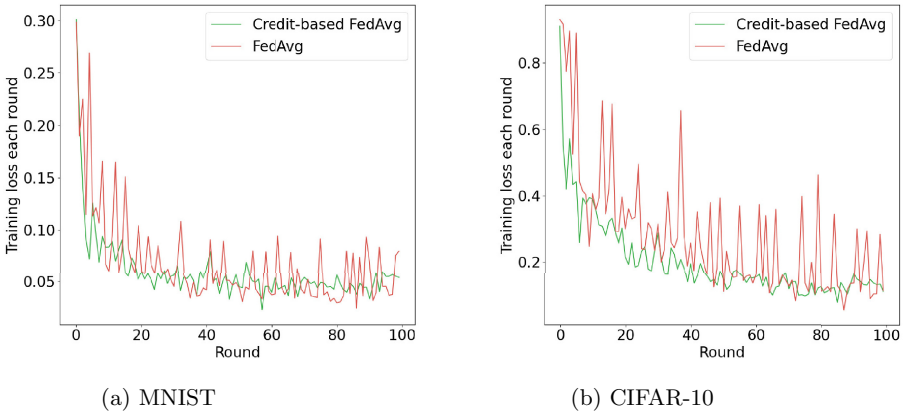 Credit-based FedAvg
FedAvg
Training loss each round
0.30
0.25
0.20
0.15
0.10
0.05
0 20 40 60 80 100
Round
(a) MNIST
Credit-based FedAvg
FedAvg
Training loss each round
0.8
0.6
0.4
0.2
0 20 40 60 80 100
Round
(b) CIFAR-10